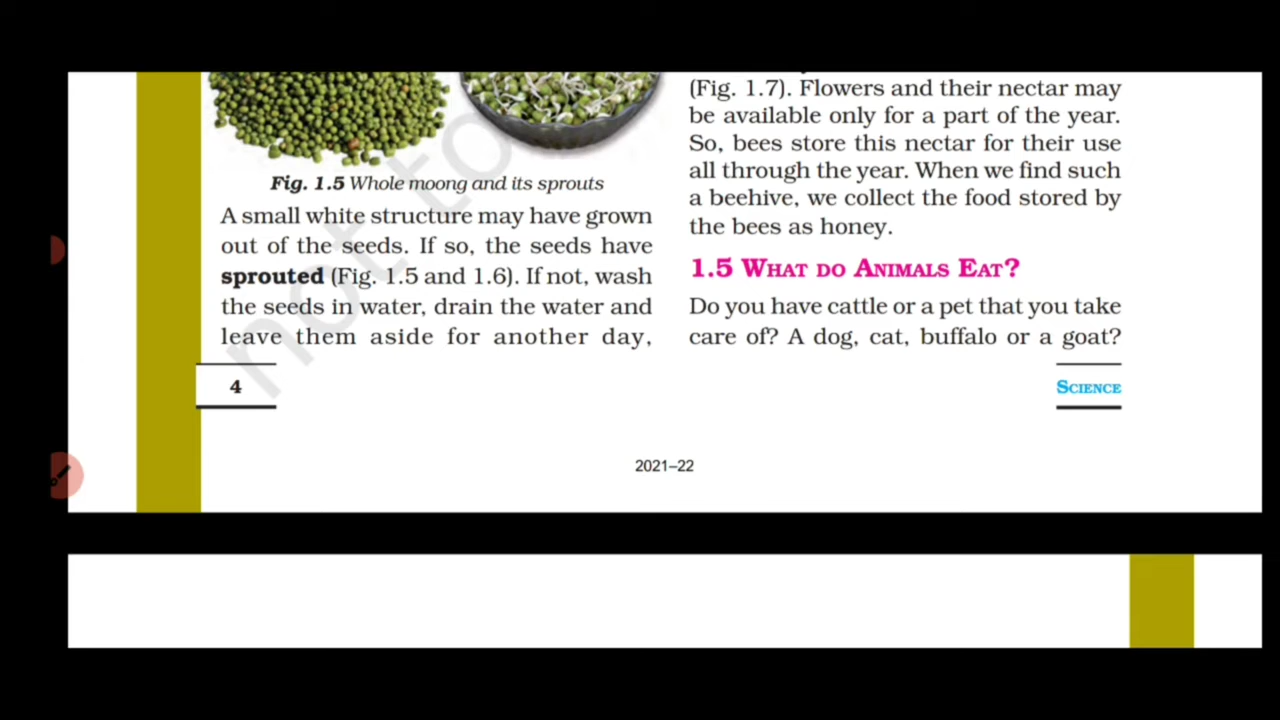 Fig. 1.5 Whole moong and its sprouts
A small white structure may have grown
out of the seeds. If so, the seeds have
sprouted (Fig. 1.5 and 1.6). If not, wash
the seeds in water, drain the water and
leave them aside for another day,
(Fig. 1.7). Flowers and their nectar may
be available only for a part of the year.
So, bees store this nectar for their use
all through the year. When we find such
a beehive, we collect the food stored by
the bees as honey.
1.5 WHAT DO ANIMALS EAT?
Do you have cattle or a pet that you take
care of? A dog, cat, buffalo or a goat?
4
SCIENCE
2021–22
not to